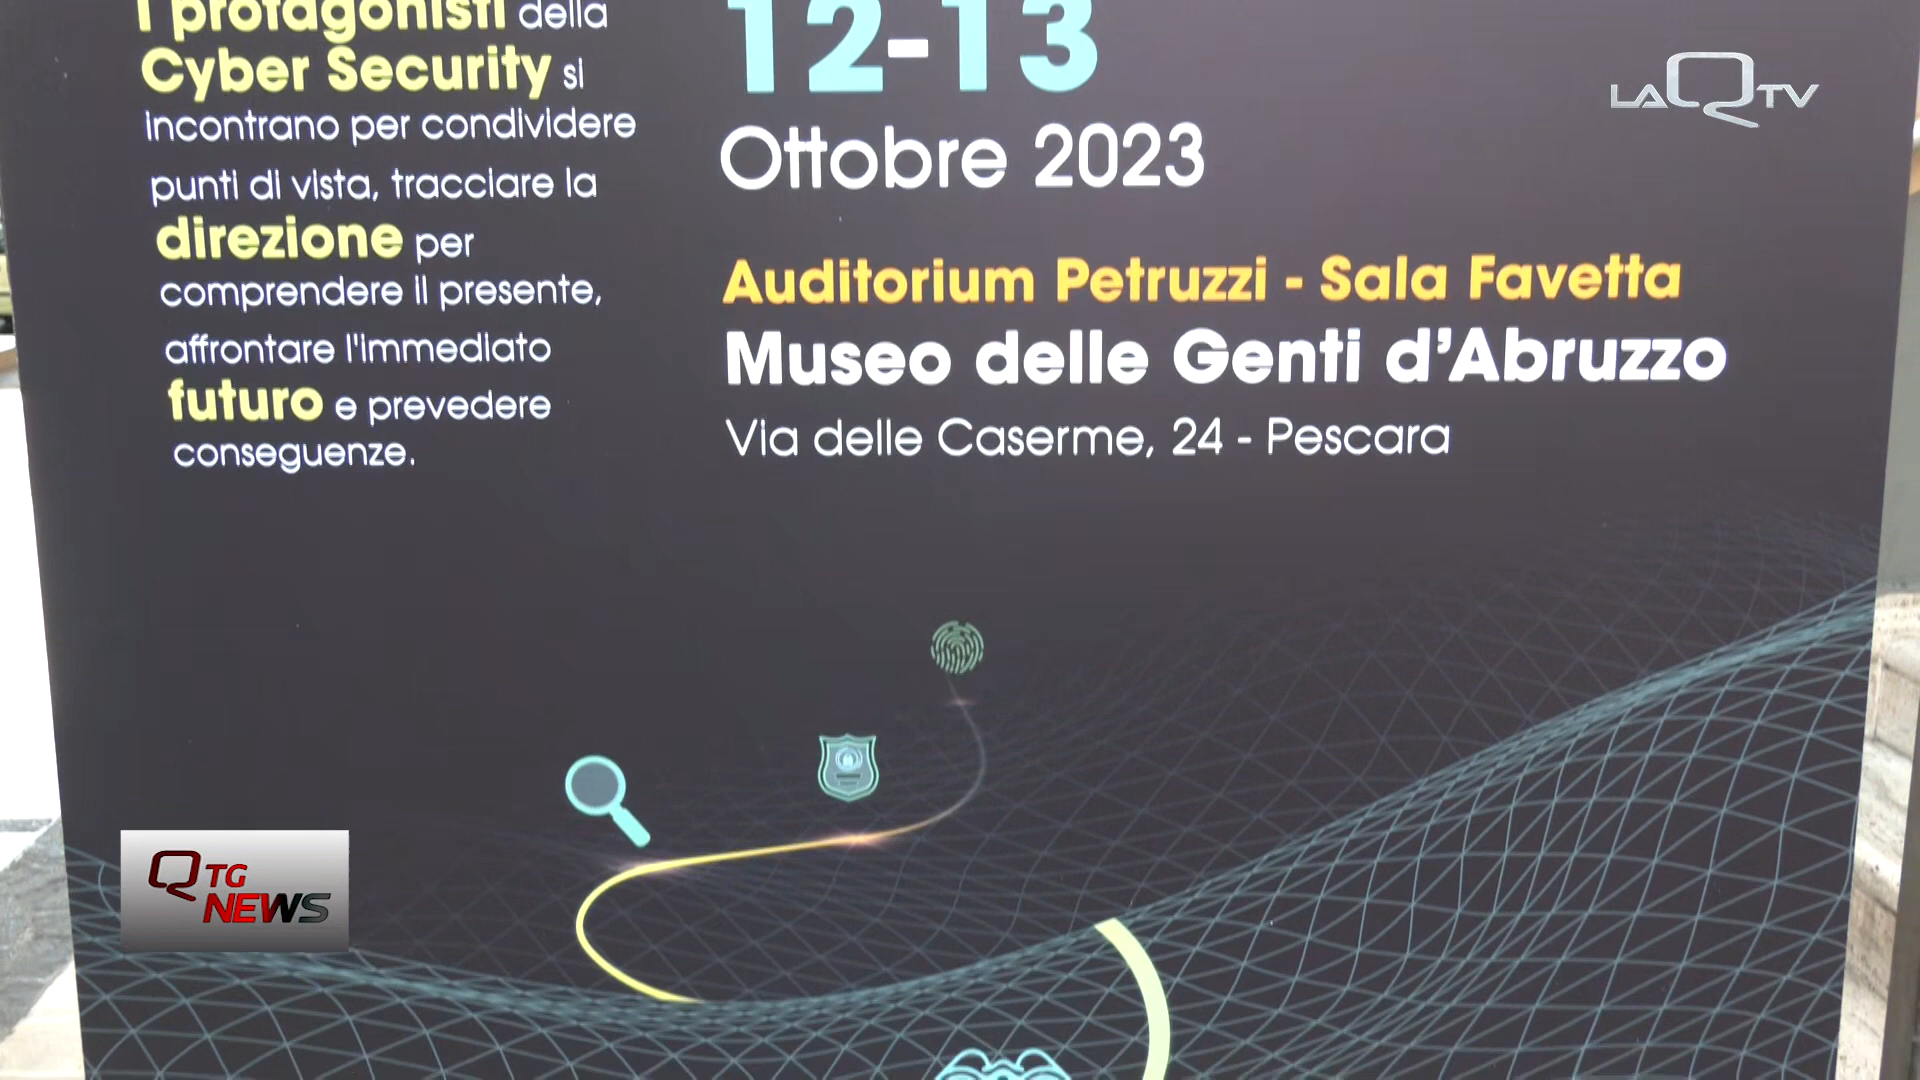 I protagonisti della
Cyber Security si
incontrano per condividere
punti di vista, tracciare la
direzione per
comprendere il presente,
affrontare l'immediato
futuro e prevedere
conseguenze.
12-13
Ottobre 2023
Auditorium Petruzzi - Sala Favetta
Museo delle Genti d'Abruzzo
Via delle Caserme, 24 - Pescara
LAQTV
Q TG
NEWS